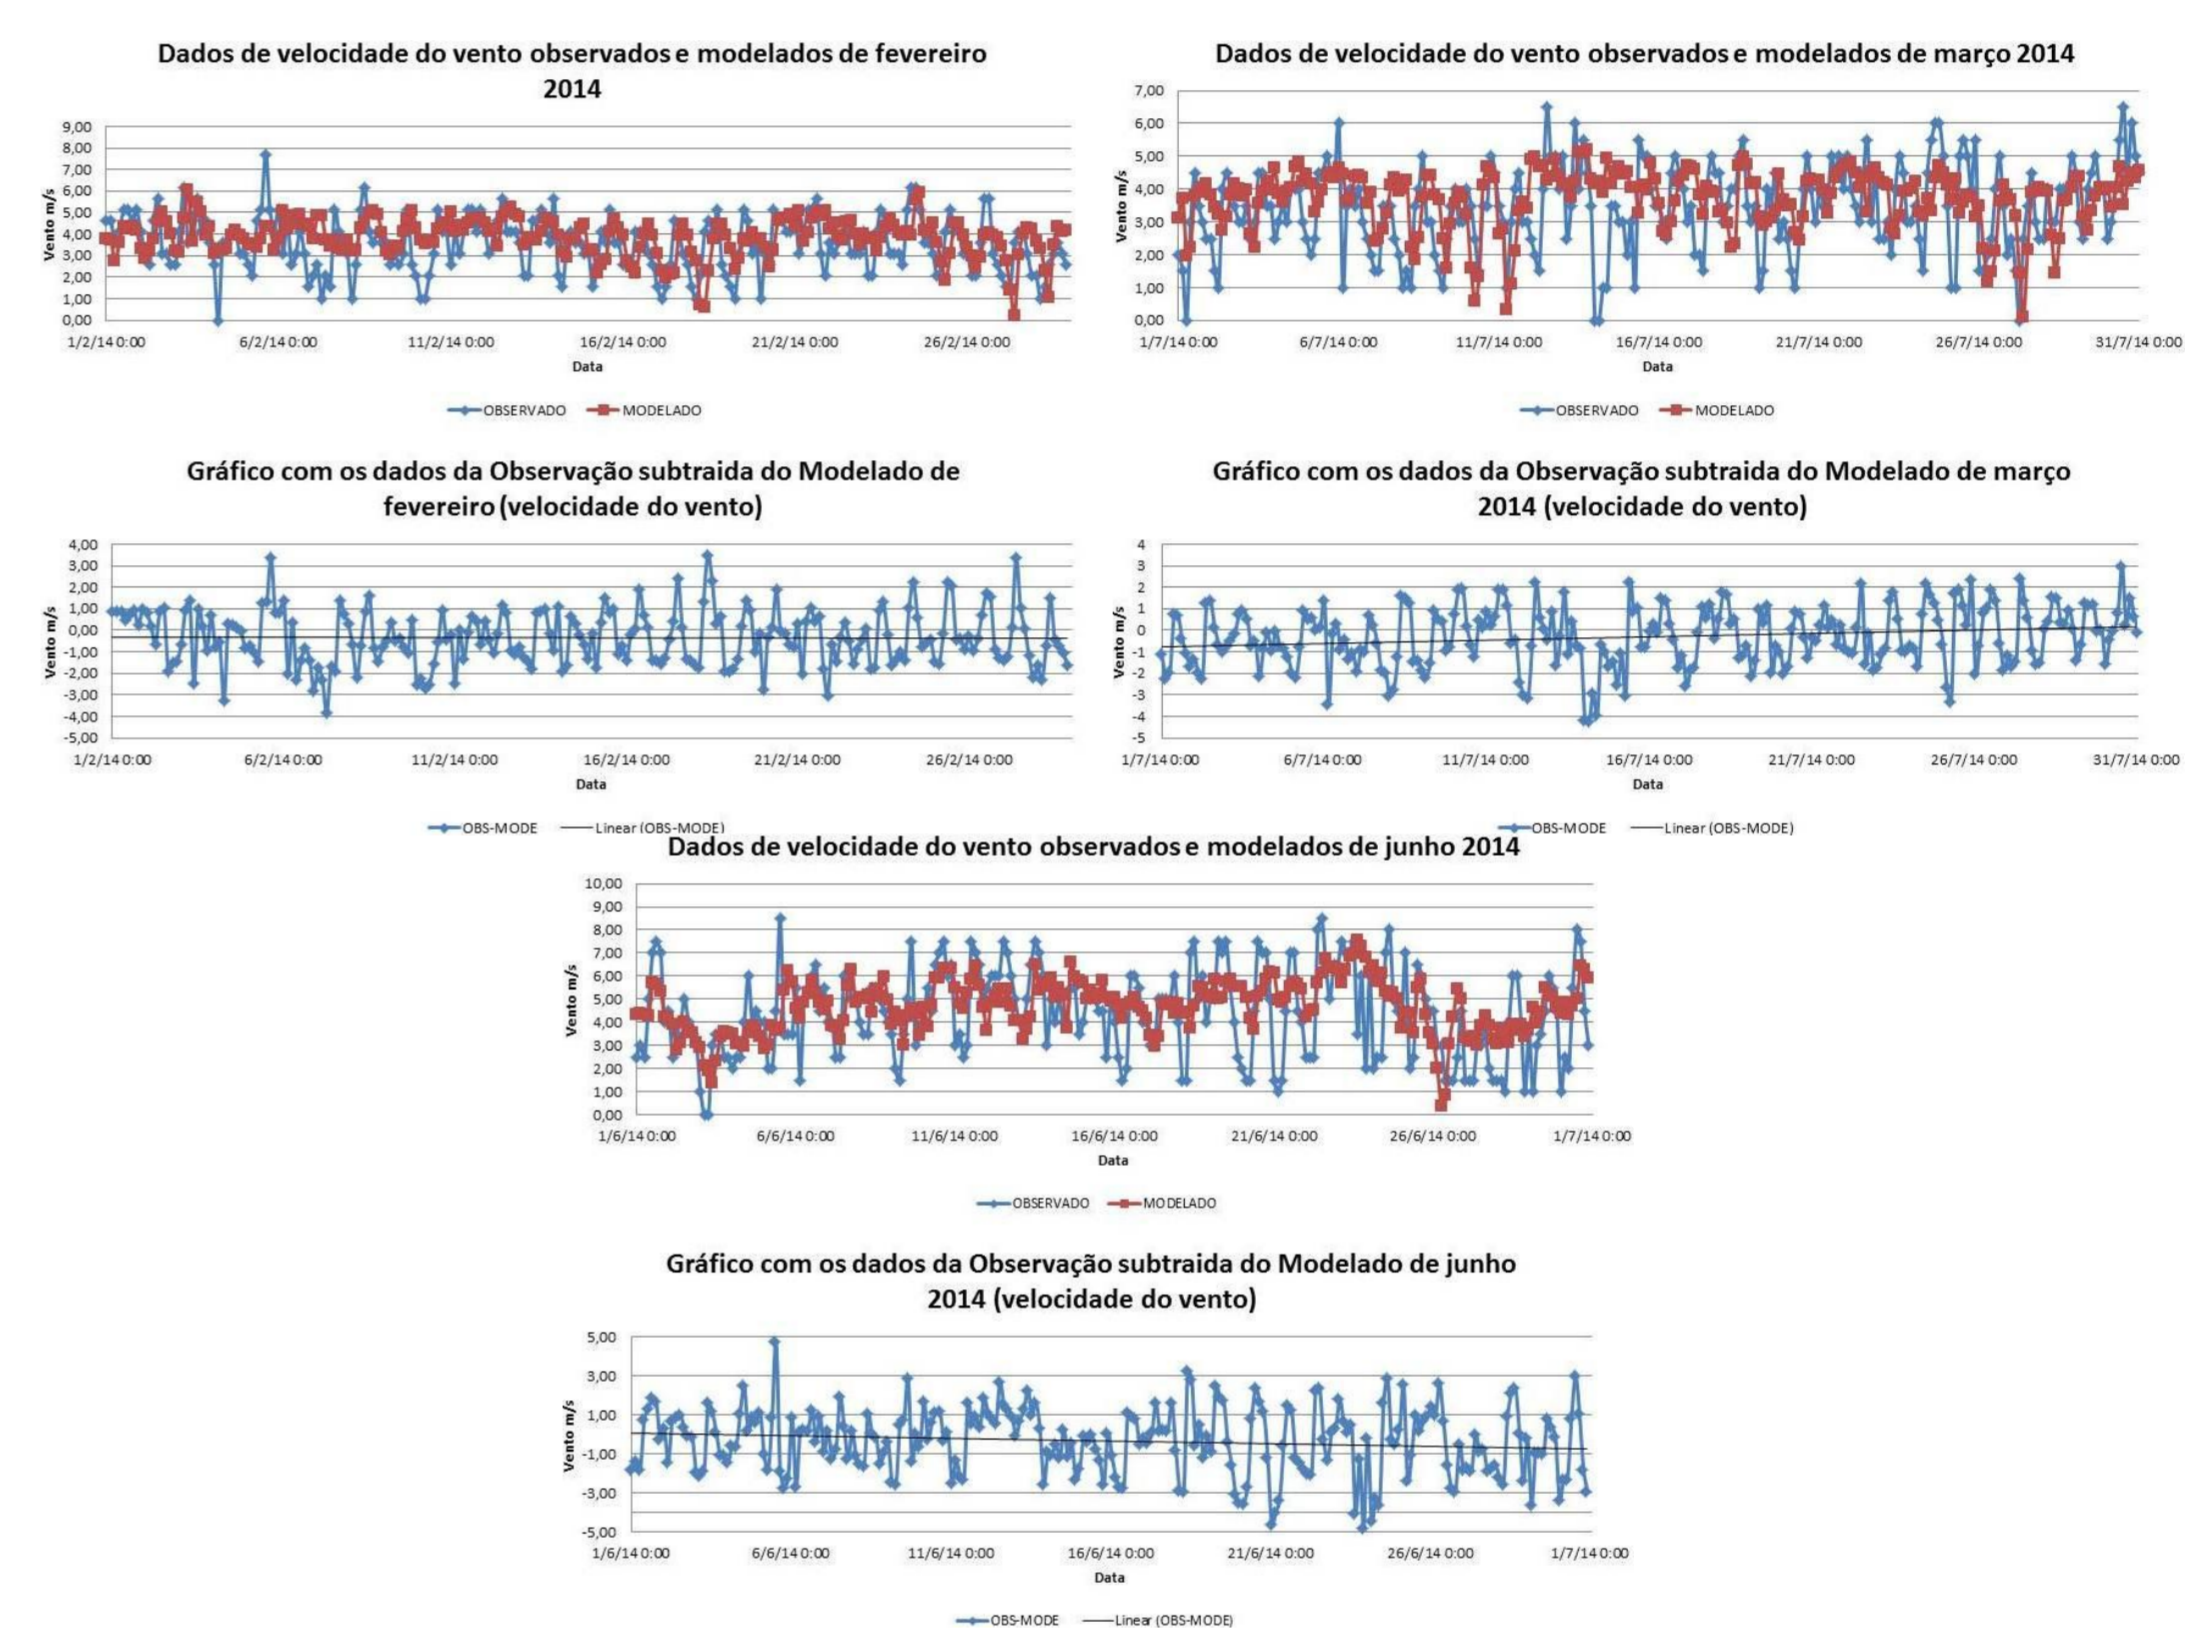 Dados de velocidade do vento observados e modelados de fevereiro
2014
9,00
8,00
7,00
6,00
5,00
4,00
3,00
2,00
1,00
0,00
Vento m/s
1/2/14 0:00 6/2/14 0:00 11/2/14 0:00 16/2/14 0:00 21/2/14 0:00 26/2/14 0:00
Data
OBSERVADO MODELADO
Dados de velocidade do vento observados e modelados de março 2014
7,00
6,00
5,00
4,00
3,00
2,00
1,00
0,00
Vento m/s
1/7/14 0:00 6/7/14 0:00 11/7/14 0:00 16/7/14 0:00 21/7/14 0:00 26/7/14 0:00 31/7/14 0:00
Data
OBSERVADO MODELADO
Gráfico com os dados da Observação subtraida do Modelado de
fevereiro (velocidade do vento)
4,00
3,00
2,00
1,00
0,00
-1,00
-2,00
-3,00
-4,00
-5,00
Vento m/s
1/2/14 0:00 6/2/14 0:00 11/2/14 0:00 16/2/14 0:00 21/2/14 0:00 26/2/14 0:00
Data
OBS-MODE Linear (OBS-MODE)
Gráfico com os dados da Observação subtraida do Modelado de março
2014 (velocidade do vento)
4
3
2
1
0
-1
-2
-3
-4
-5
Vento m/s
1/7/14 0:00 6/7/14 0:00 11/7/14 0:00 16/7/14 0:00 21/7/14 0:00 26/7/14 0:00 31/7/14 0:00
Data
OBS-MODE Linear (OBS-MODE)
Dados de velocidade do vento observados e modelados de junho 2014
10,00
9,00
8,00
7,00
6,00
5,00
4,00
3,00
2,00
1,00
0,00
Vento m/s
1/6/14 0:00 6/6/14 0:00 11/6/14 0:00 16/6/14 0:00 21/6/14 0:00 26/6/14 0:00 1/7/14 0:00
Data
OBSERVADO MODELADO
Gráfico com os dados da Observação subtraida do Modelado de junho
2014 (velocidade do vento)
5,00
3,00
1,00
-1,00
-3,00
-5,00
Vento m/s
1/6/14 0:00 6/6/14 0:00 11/6/14 0:00 16/6/14 0:00 21/6/14 0:00 26/6/14 0:00 1/7/14 0:00
Data
OBS-MODE Linear (OBS-MODE)